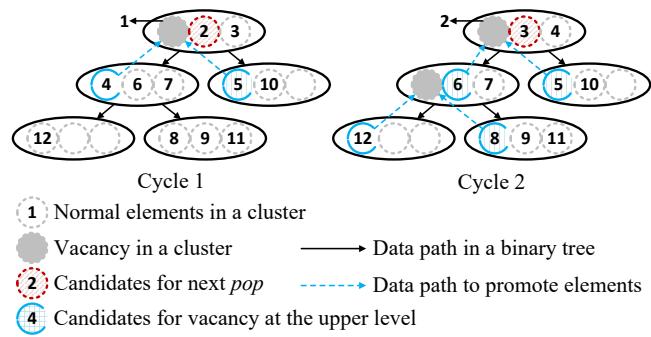 1 2 3
4 6 7 5 10
12 8 9 11
Cycle 1
2 3 4
6 7 5 10
12 8 9 11
Cycle 2
1 Normal elements in a cluster
Vacancy in a cluster
Data path in a binary tree
2 Candidates for next pop
Data path to promote elements
4 Candidates for vacancy at the upper level